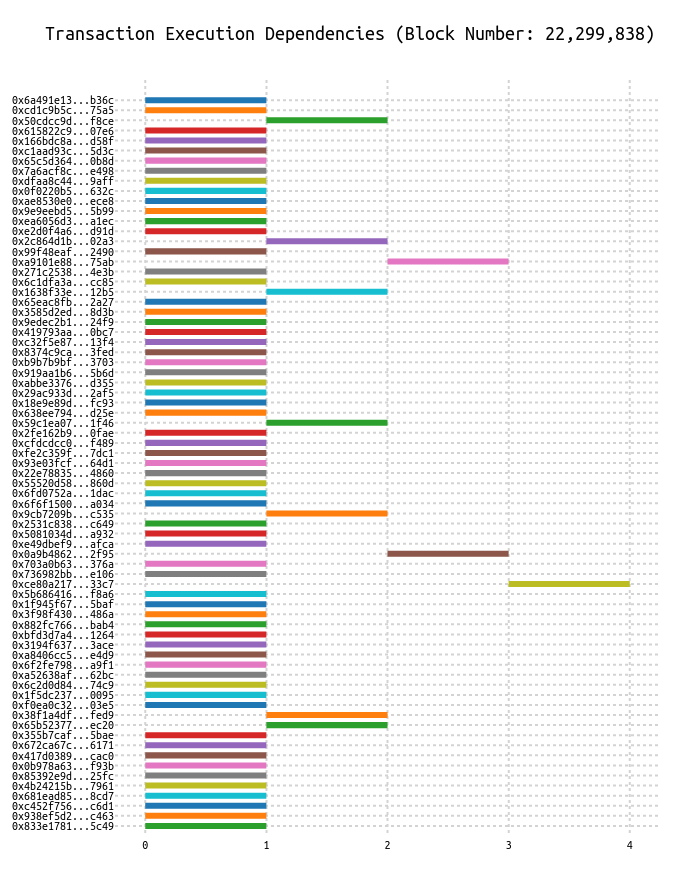 Transaction Execution Dependencies (Block Number: 22,299,838)
0x6a491e13...b36c
0xcd1c9b5c...75a5
0x50cdcc9d...f8ce
0x615822c9...07e6
0x166bdc8a...d58f
0xc1aad93c...5d3c
0x65c5d364...0b8d
0x7a6acf8c...e498
0xdfaa8c44...9aff
0x0f0220b5...632c
0xae8530e0...ece8
0x9e9eebd5...5b99
0xea6056d3...a1ec
0xe2d0f4a6...d91d
0x2c864d1b...02a3
0x99f48eaf...2490
0xa9101e88...75ab
0x271c2538...4e3b
0x6c1dfa3a...cc85
0x1638f33e...12b5
0x65eac8fb...2a27
0x3585d2ed...8d3b
0x9edec2b1...24f9
0x419793aa...0bc7
0xc32f5e87...13f4
0x8374c9ca...3fed
0xb9b7b9bf...3703
0x919aa1b6...5b6d
0xabbe3376...d355
0x29ac933d...2af5
0x18e9e89d...fc93
0x638ee794...d25e
0x59c1ea07...1f46
0x2fe162b9...0fae
0xcfdcdcc0...f489
0xfe2c359f...7dc1
0x93e03fcf...64d1
0x22e78835...4860
0x55520d58...860d
0x6fd0752a...1dac
0x6f6f1500...a034
0x9cb7209b...c535
0x2531c838...c649
0x5081034d...a932
0xe49dbef9...afca
0x0a9b4862...2f95
0x703a0b63...376a
0x736982bb...e106
0xce80a217...33c7
0x5b686416...f8a6
0x1f945f67...5baf
0x3f98f430...486a
0x882fc766...bab4
0xbfd3d7a4...1264
0x3194f637...3ace
0xa8406cc5...e4d9
0x6f2fe798...a9f1
0xa52638af...62bc
0x6c2d0d84...74c9
0x1f5dc237...0095
0xf0ea0c32...03e5
0x38f1a4df...fed9
0x65b52377...ec20
0x355b7caf...5bae
0x672ca67c...6171
0x417d0389...cac0
0x0b978a63...f93b
0x85392e9d...25fc
0x4b24215b...7961
0x681ead85...8cd7
0xc452f756...c6d1
0x938ef5d2...c463
0x833e1781...5c49
0 1 2 3 4